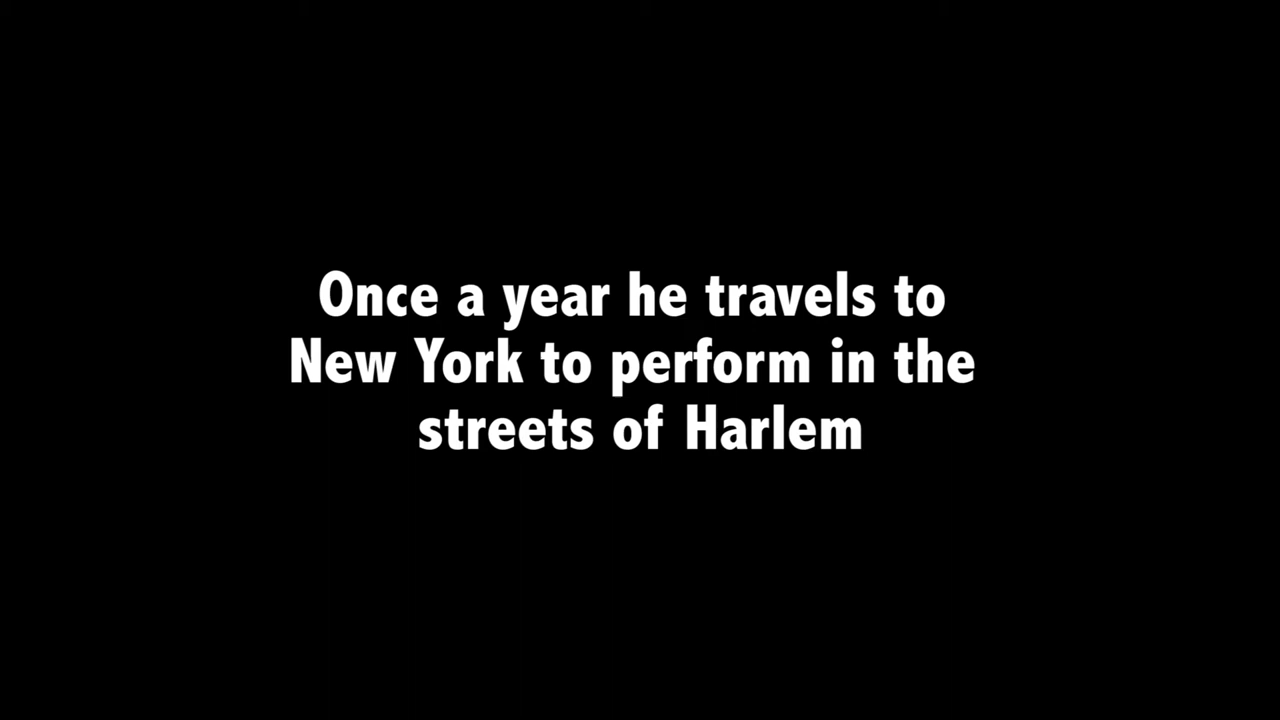 Once a year he travels to
New York to perform in the
streets of Harlem